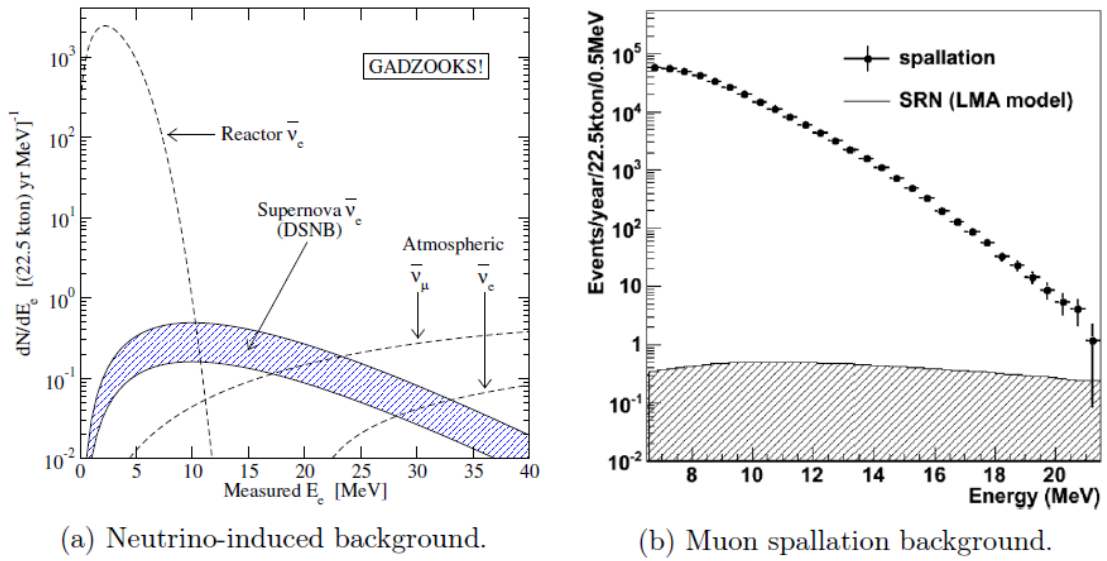 GADZOOKS!
Reactor ν̄e
Supernova ν̄e
(DSNB)
Atmospheric
ν̄μ ν̄e
dN/dEe [(22.5 kton) yr MeV]⁻¹
10³
10²
10¹
10⁰
10⁻¹
10⁻²
0 5 10 15 20 25 30 35 40
Measured Ee [MeV]
(a) Neutrino-induced background.
spallation
SRN (LMA model)
Events/year/22.5kton/0.5MeV
10⁵
10⁴
10³
10²
10
1
10⁻¹
10⁻²
8 10 12 14 16 18 20
Energy (MeV)
(b) Muon spallation background.